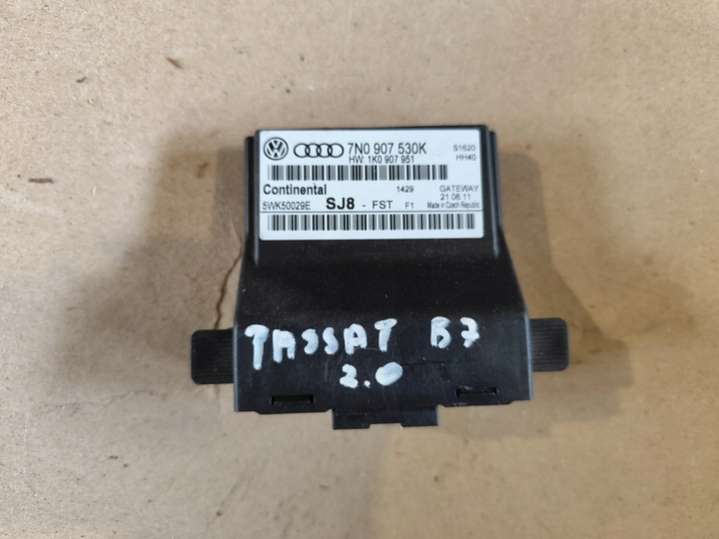 7N0 907 530K S1620
HW: 1K0 907 951 HH40
Continental 1429 GATEWAY
5WK50029E SJ8 - FST F1 21.06.11
Made in Czech Republic
TASSAT B7
2.0